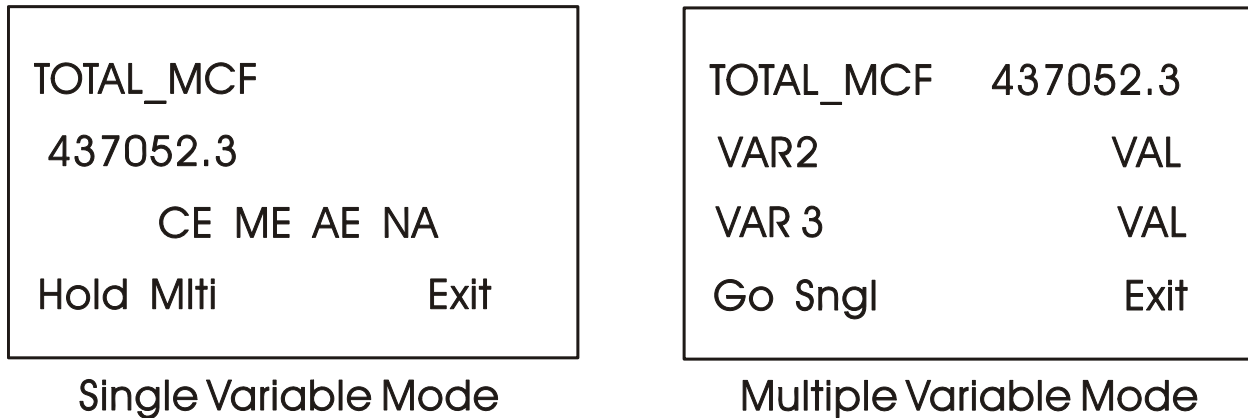 TOTAL_MCF
437052.3
CE ME AE NA
Hold Mlti Exit
Single Variable Mode
TOTAL_MCF 437052.3
VAR2 VAL
VAR 3 VAL
Go Sngl Exit
Multiple Variable Mode